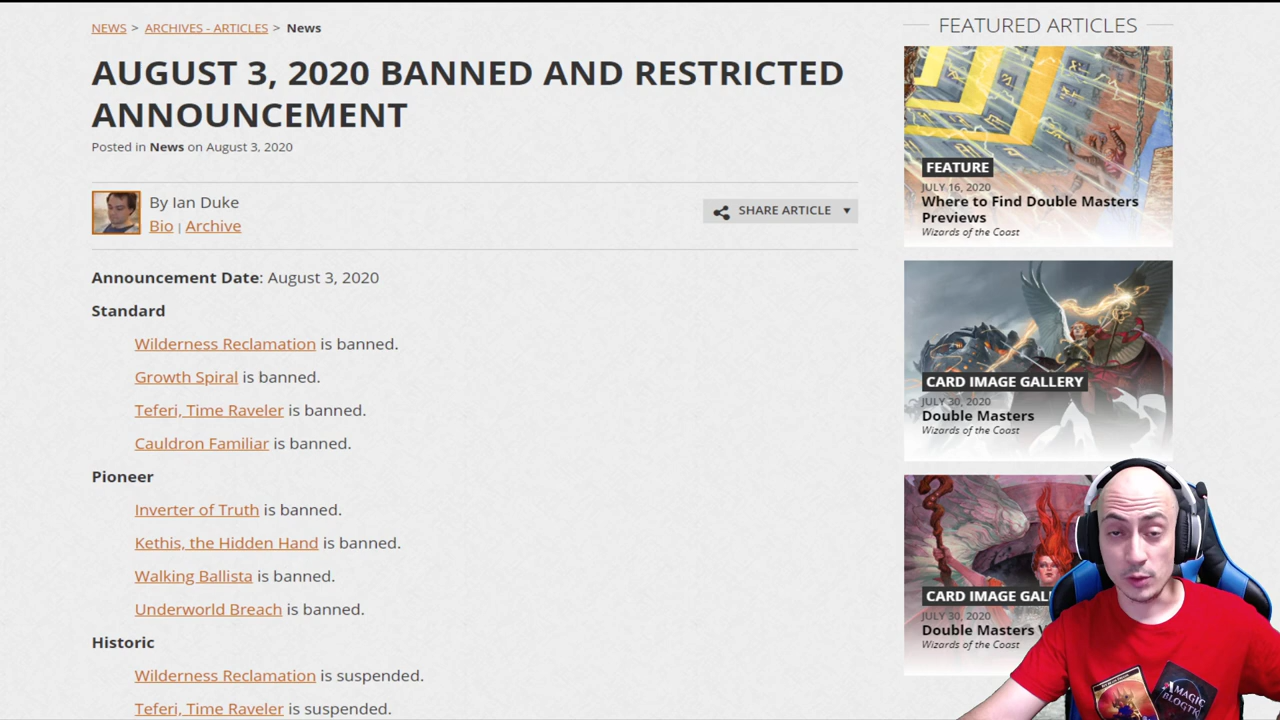 NEWS > ARCHIVES - ARTICLES > News
AUGUST 3, 2020 BANNED AND RESTRICTED
ANNOUNCEMENT
Posted in News on August 3, 2020
By Ian Duke
Bio | Archive
SHARE ARTICLE
Announcement Date: August 3, 2020
Standard
Wilderness Reclamation is banned.
Growth Spiral is banned.
Teferi, Time Raveler is banned.
Cauldron Familiar is banned.
Pioneer
Inverter of Truth is banned.
Kethis, the Hidden Hand is banned.
Walking Ballista is banned.
Underworld Breach is banned.
Historic
Wilderness Reclamation is suspended.
Teferi, Time Raveler is suspended.
FEATURED ARTICLES
FEATURE
JULY 16, 2020
Where to Find Double Masters
Previews
Wizards of the Coast
CARD IMAGE GALLERY
JULY 30, 2020
Double Masters
Wizards of the Coast
CARD IMAGE GAL
JULY 30, 2020
Double Masters
Wizards of the Coast
MAGIC